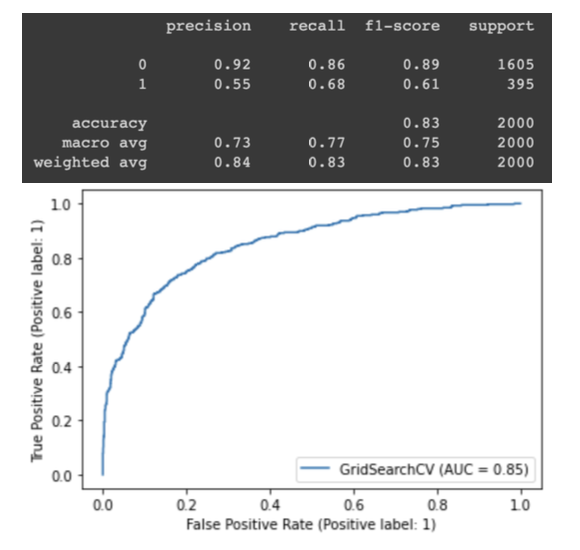 precision recall f1-score support
0 0.92 0.86 0.89 1605
1 0.55 0.68 0.61 395
accuracy 0.83 2000
macro avg 0.73 0.77 0.75 2000
weighted avg 0.84 0.83 0.83 2000
1.0
0.8
0.6
0.4
0.2
0.0
True Positive Rate (Positive label: 1)
GridSearchCV (AUC = 0.85)
0.0 0.2 0.4 0.6 0.8 1.0
False Positive Rate (Positive label: 1)